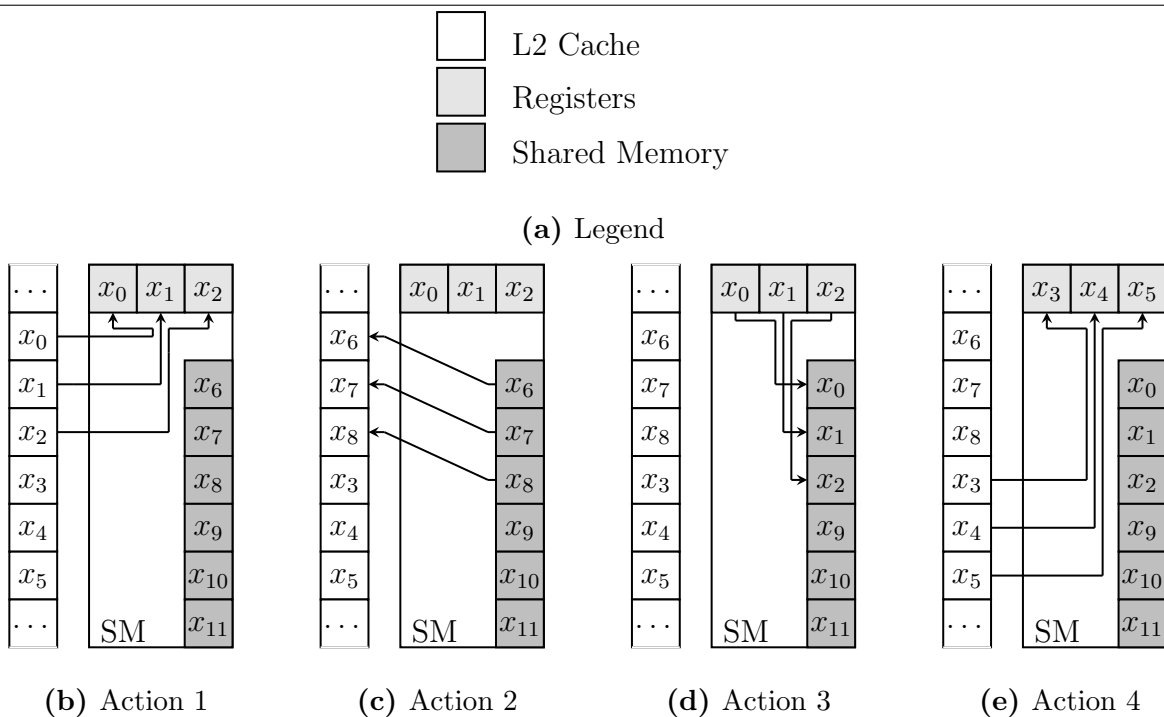 L2 Cache
Registers
Shared Memory
(a) Legend
... x₀ x₁ x₂
x₀
x₁ x₆
x₂ x₇
x₃ x₈
x₄ x₉
x₅ x₁₀
... SM x₁₁
(b) Action 1
... x₀ x₁ x₂
x₆
x₇ x₆
x₈ x₇
x₃ x₈
x₄ x₉
x₅ x₁₀
... SM x₁₁
(c) Action 2
... x₀ x₁ x₂
x₆
x₇ x₀
x₈ x₁
x₃ x₂
x₄ x₉
x₅ x₁₀
... SM x₁₁
(d) Action 3
... x₃ x₄ x₅
x₆
x₇ x₀
x₈ x₁
x₃ x₂
x₄ x₉
x₅ x₁₀
... SM x₁₁
(e) Action 4